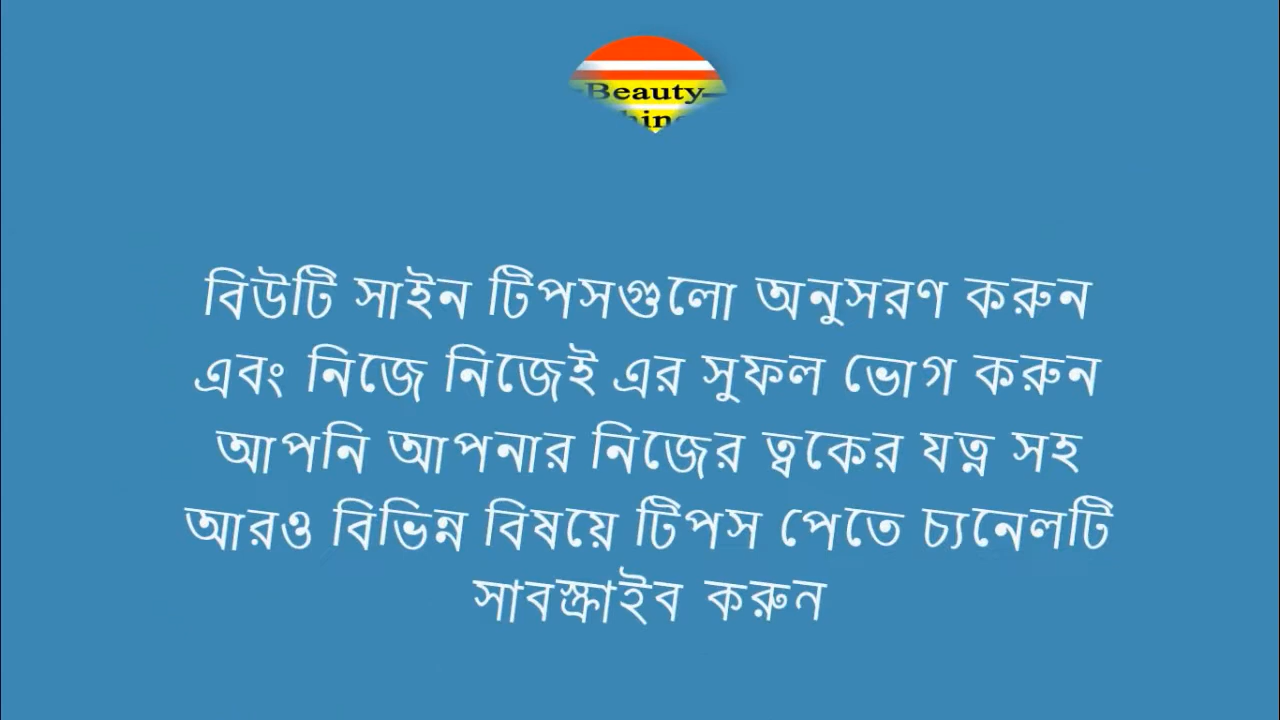 Beauty
বিউটি সাইন টিপসগুলো অনুসরণ করুন
এবং নিজে নিজেই এর সুফল ভোগ করুন
আপনি আপনার নিজের ত্বকের যত্ন সহ
আরও বিভিন্ন বিষয়ে টিপস পেতে চ্যনেলটি
সাবস্ক্রাইব করুন